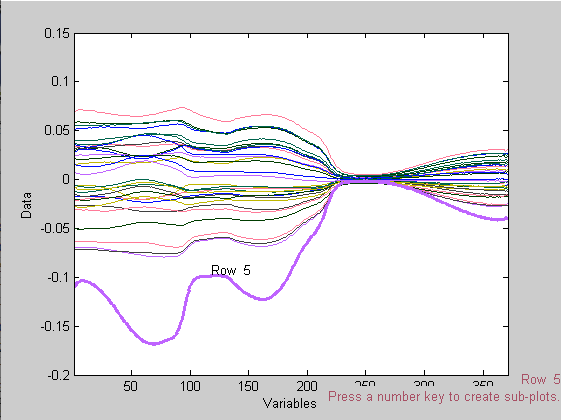 0.15
0.1
0.05
0
-0.05
-0.1
-0.15
-0.2
Data
Row 5
50 100 150 200 250 300 350
Variables
Row 5
Press a number key to create sub-plots.